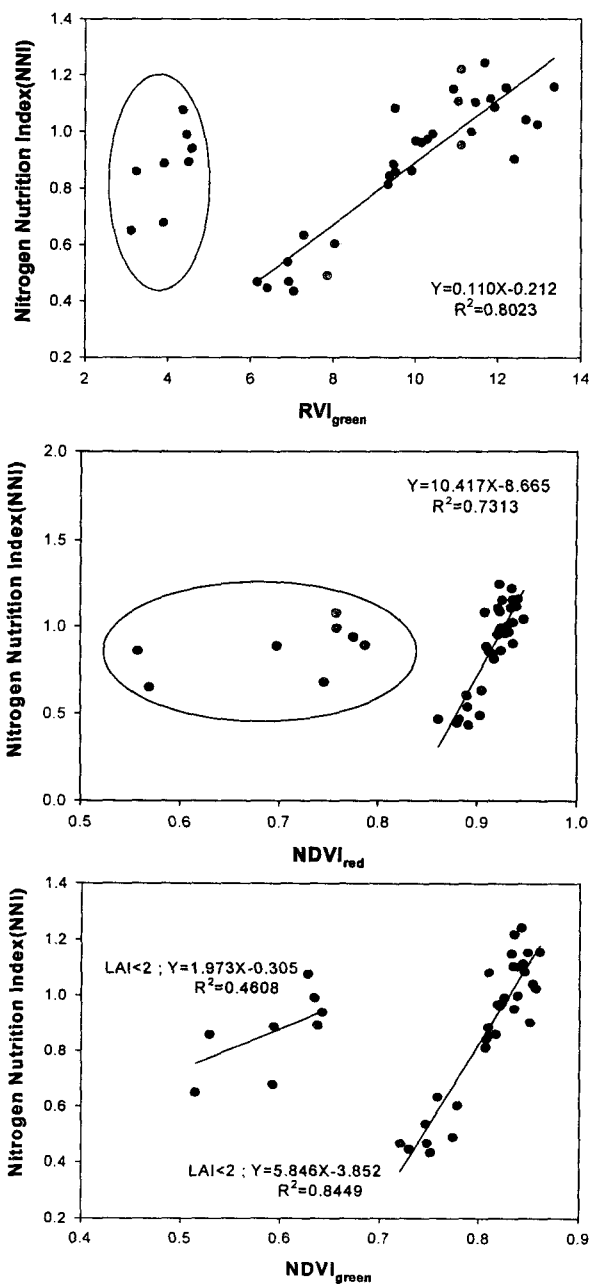 1.4
1.2
1.0
0.8
0.6
0.4
0.2
Nitrogen Nutrition Index(NNI)
Y=0.110X-0.212
R²=0.8023
2 4 6 8 10 12 14
RVIgreen
2.0
1.5
1.0
0.5
0.0
Nitrogen Nutrition Index(NNI)
Y=10.417X-8.665
R²=0.7313
0.5 0.6 0.7 0.8 0.9 1.0
NDVIred
1.4
1.2
1.0
0.8
0.6
0.4
0.2
Nitrogen Nutrition Index(NNI)
LAI<2 ; Y=1.973X-0.305
R²=0.4608
LAI<2 ; Y=5.846X-3.852
R²=0.8449
0.4 0.5 0.6 0.7 0.8 0.9
NDVIgreen